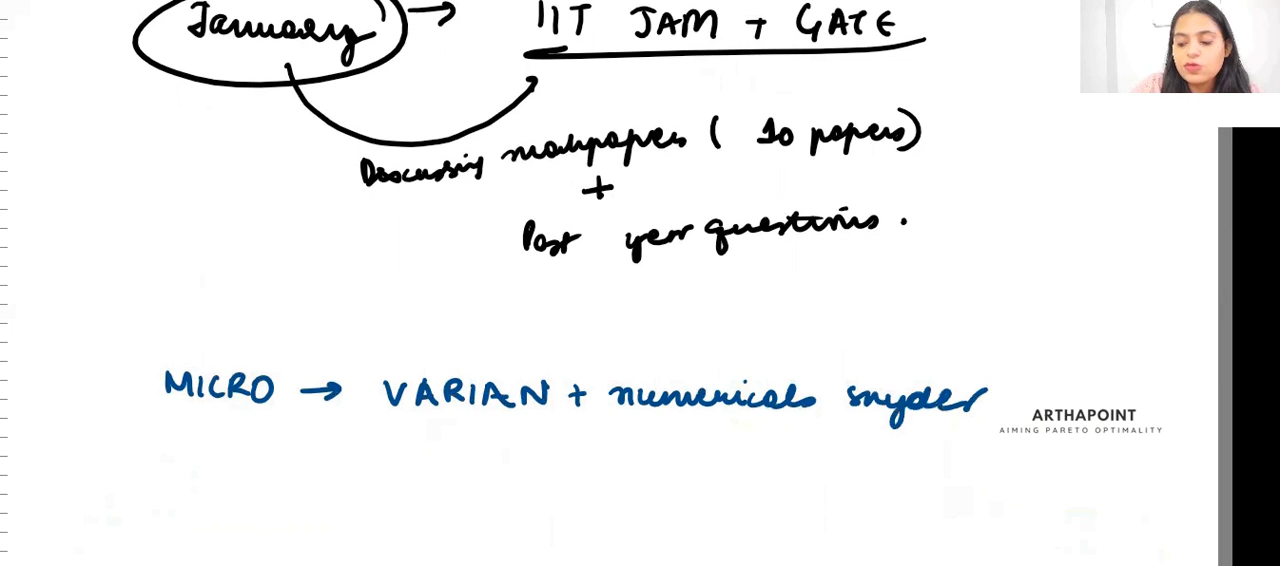 January → IIT JAM + GATE
Discussing mockpapers ( 10 papers)
+
Past year questions.
MICRO → VARIAN + numericals snyder
ARTHAPOINT
AIMING PARETO OPTIMALITY